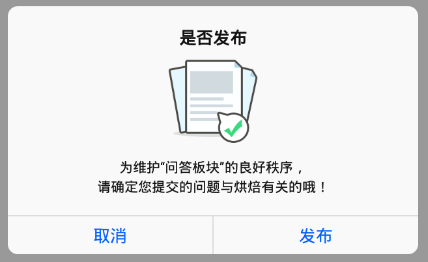 是否发布
为维护“问答板块”的良好秩序，
请确定您提交的问题与烘焙有关的哦！
取消
发布